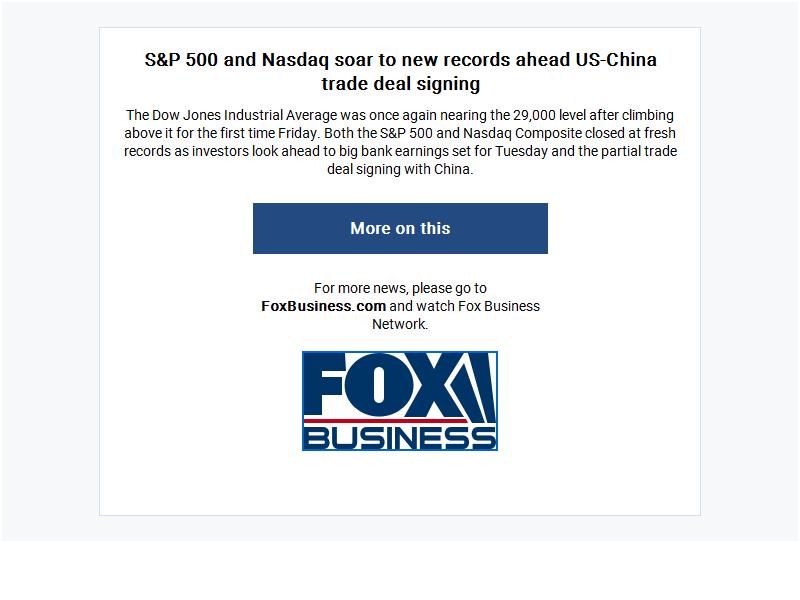 S&P 500 and Nasdaq soar to new records ahead US-China
trade deal signing
The Dow Jones Industrial Average was once again nearing the 29,000 level after climbing
above it for the first time Friday. Both the S&P 500 and Nasdaq Composite closed at fresh
records as investors look ahead to big bank earnings set for Tuesday and the partial trade
deal signing with China.
More on this
For more news, please go to
FoxBusiness.com and watch Fox Business
Network.
FOX
BUSINESS